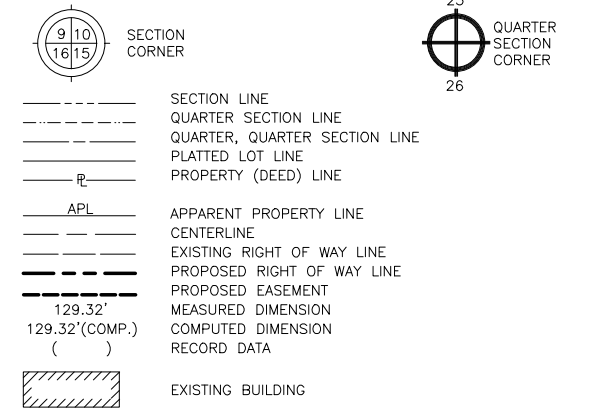 9 10
16 15
SECTION
CORNER
25
QUARTER
SECTION
CORNER
26
SECTION LINE
QUARTER SECTION LINE
QUARTER, QUARTER SECTION LINE
PLATTED LOT LINE
PL PROPERTY (DEED) LINE
APL APPARENT PROPERTY LINE
CENTERLINE
EXISTING RIGHT OF WAY LINE
PROPOSED RIGHT OF WAY LINE
PROPOSED EASEMENT
129.32' MEASURED DIMENSION
129.32'(COMP.) COMPUTED DIMENSION
( ) RECORD DATA
EXISTING BUILDING